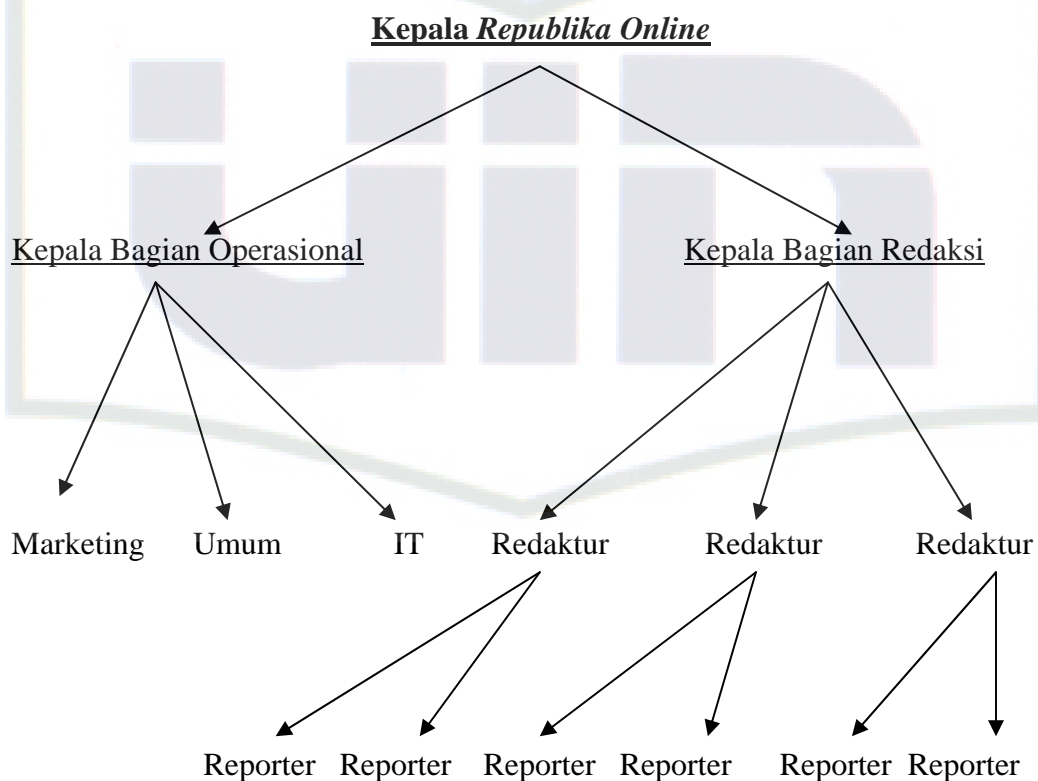 Kepala Republika Online
Kepala Bagian Operasional Kepala Bagian Redaksi
Marketing Umum IT Redaktur Redaktur Redaktur
Reporter Reporter Reporter Reporter Reporter Reporter